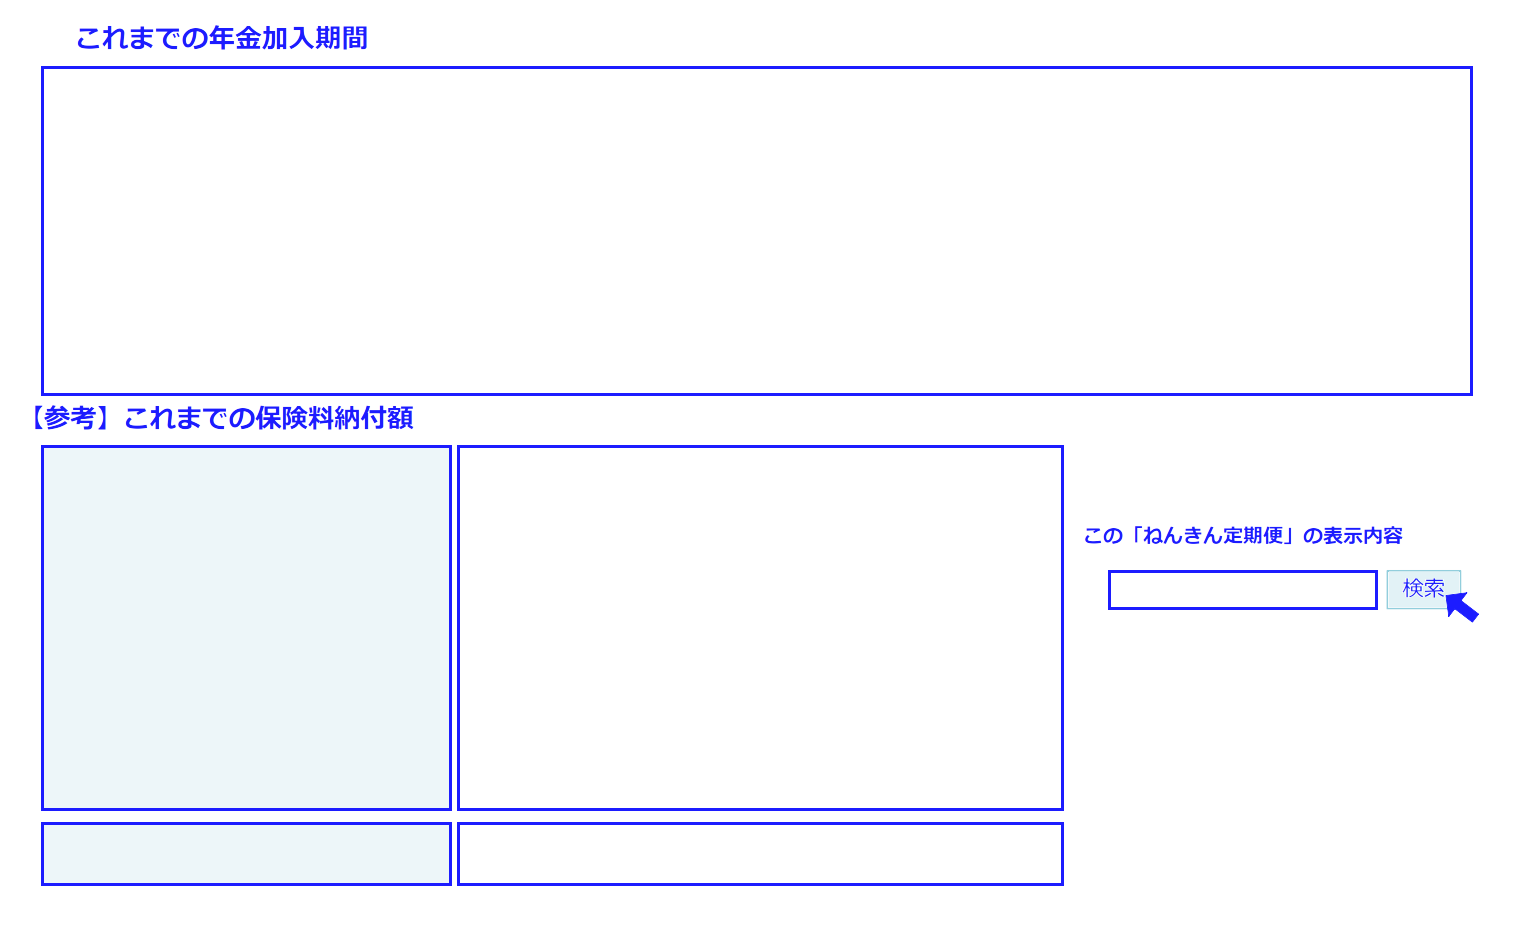 これまでの年金加入期間
【参考】これまでの保険料納付額
この「ねんきん定期便」の表示内容
検索